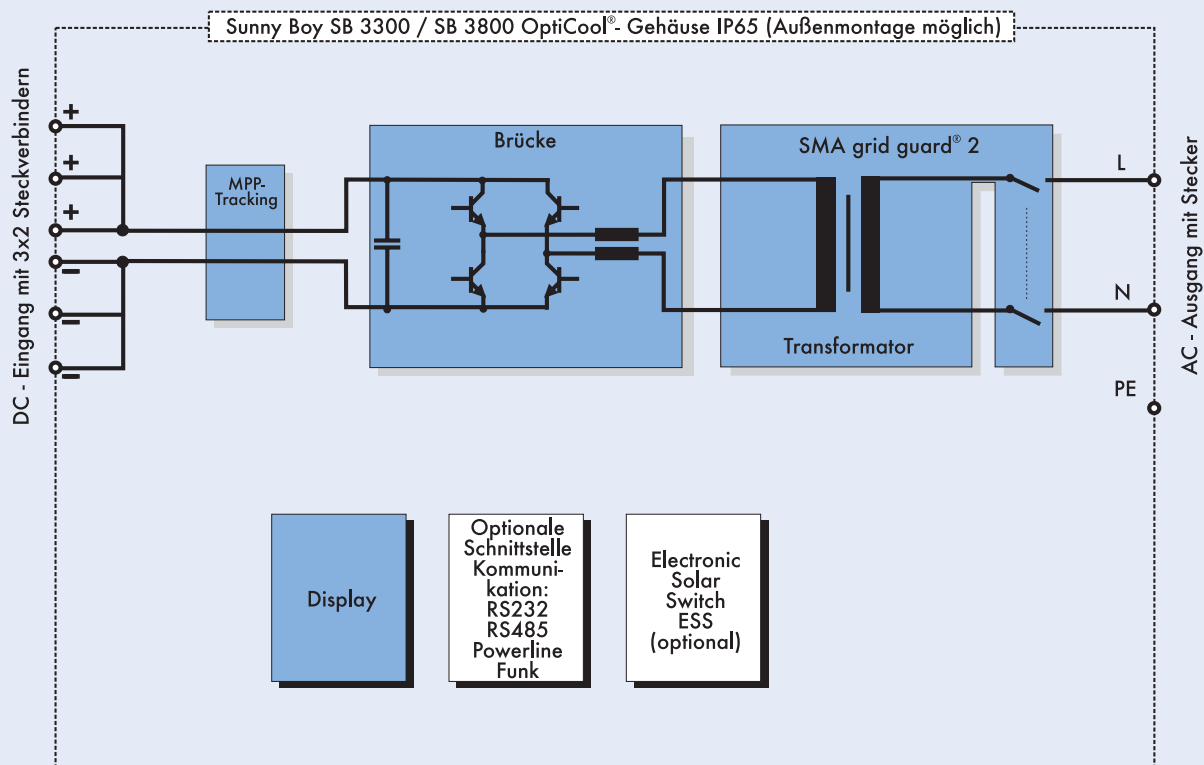 Sunny Boy SB 3300 / SB 3800 OptiCool®- Gehäuse IP65 (Außenmontage möglich)
DC - Eingang mit 3x2 Steckverbindern
+
+
+
–
–
–
MPP-
Tracking
Brücke
SMA grid guard® 2
Transformator
L
N
PE
AC - Ausgang mit Stecker
Display
Optionale
Schnittstelle
Kommuni-
kation:
RS232
RS485
Powerline
Funk
Electronic
Solar
Switch
ESS
(optional)